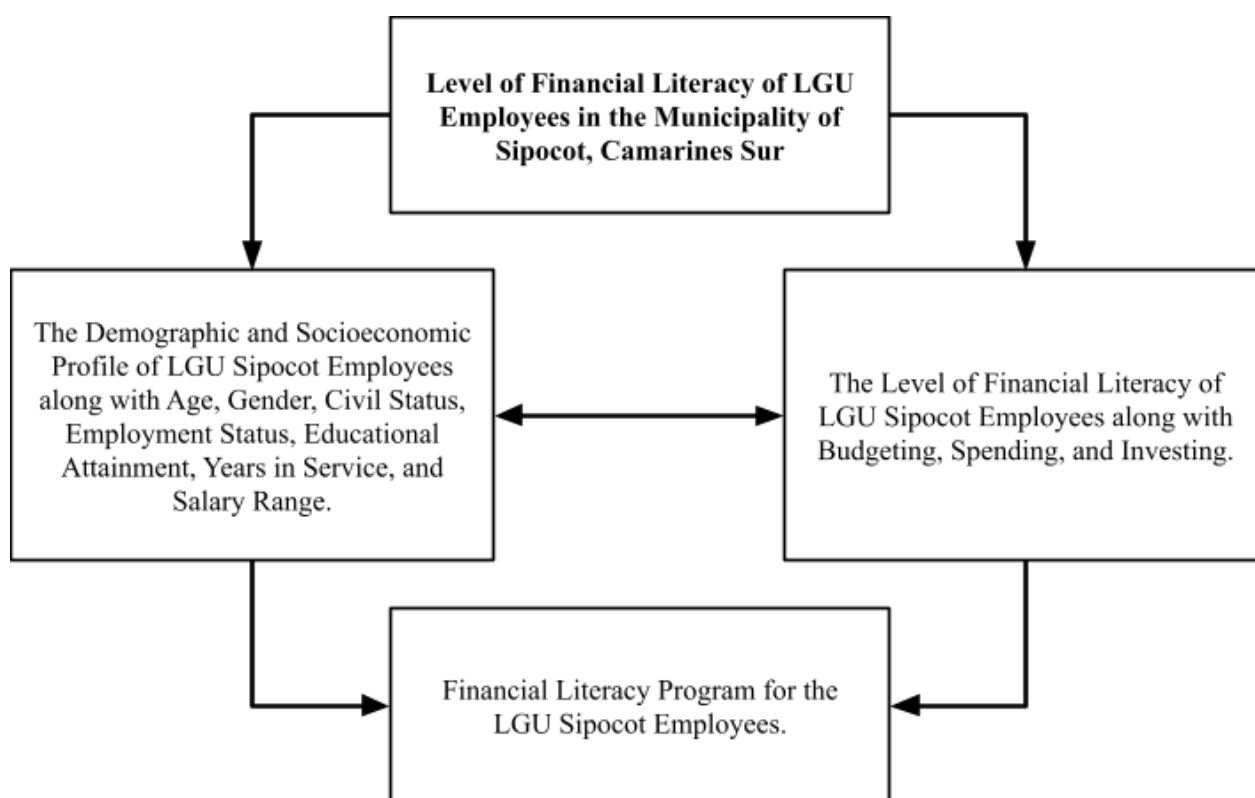 Level of Financial Literacy of LGU
Employees in the Municipality of
Sipocot, Camarines Sur
The Demographic and Socioeconomic
Profile of LGU Sipocot Employees
along with Age, Gender, Civil Status,
Employment Status, Educational
Attainment, Years in Service, and
Salary Range.
The Level of Financial Literacy of
LGU Sipocot Employees along with
Budgeting, Spending, and Investing.
Financial Literacy Program for the
LGU Sipocot Employees.